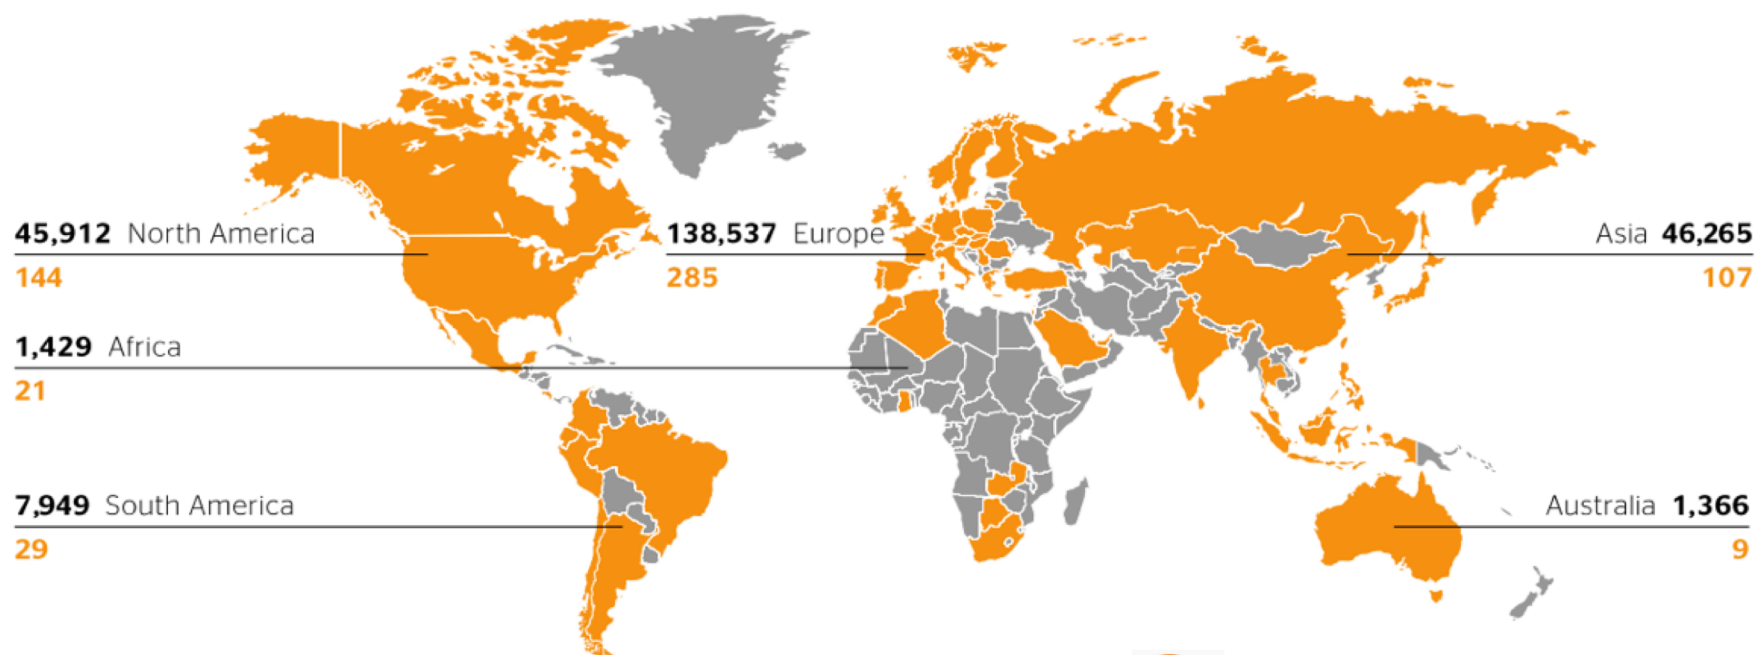 45,912 North America
144
138,537 Europe
285
Asia 46,265
107
1,429 Africa
21
7,949 South America
29
Australia 1,366
9